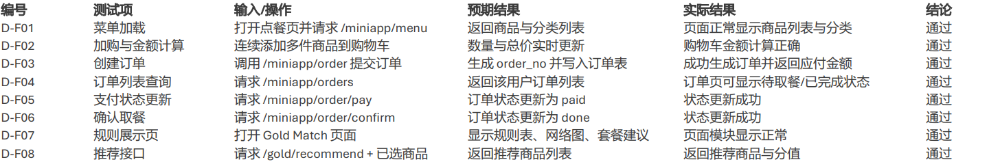 编号 测试项 输入/操作 预期结果 实际结果 结论
D-F01 菜单加载 打开点餐页并请求 /miniapp/menu 返回商品与分类列表 页面正常显示商品列表与分类 通过
D-F02 加购与金额计算 连续添加多件商品到购物车 数量与总价实时更新 购物车金额计算正确 通过
D-F03 创建订单 调用 /miniapp/order 提交订单 生成 order_no 并写入订单表 成功生成订单并返回应付金额 通过
D-F04 订单列表查询 请求 /miniapp/orders 返回该用户订单列表 订单页可显示待取餐/已完成状态 通过
D-F05 支付状态更新 请求 /miniapp/order/pay 订单状态更新为 paid 状态更新成功 通过
D-F06 确认取餐 请求 /miniapp/order/confirm 订单状态更新为 done 状态更新成功 通过
D-F07 规则展示页 打开 Gold Match 页面 显示规则表、网络图、套餐建议 页面模块显示正常 通过
D-F08 推荐接口 请求 /gold/recommend + 已选商品 返回推荐商品列表 返回推荐商品与分值 通过